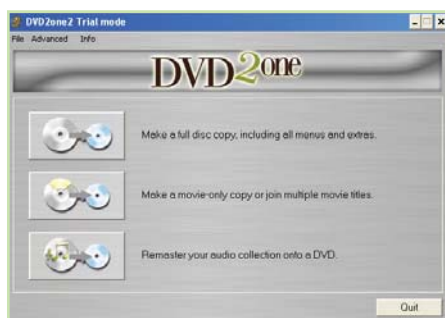 DVD2one2 Trial mode
File Advanced Info
DVD2one
Make a full disc copy, including all menus and extras.
Make a movie-only copy or join multiple movie titles.
Remaster your audio collection onto a DVD.
Quit